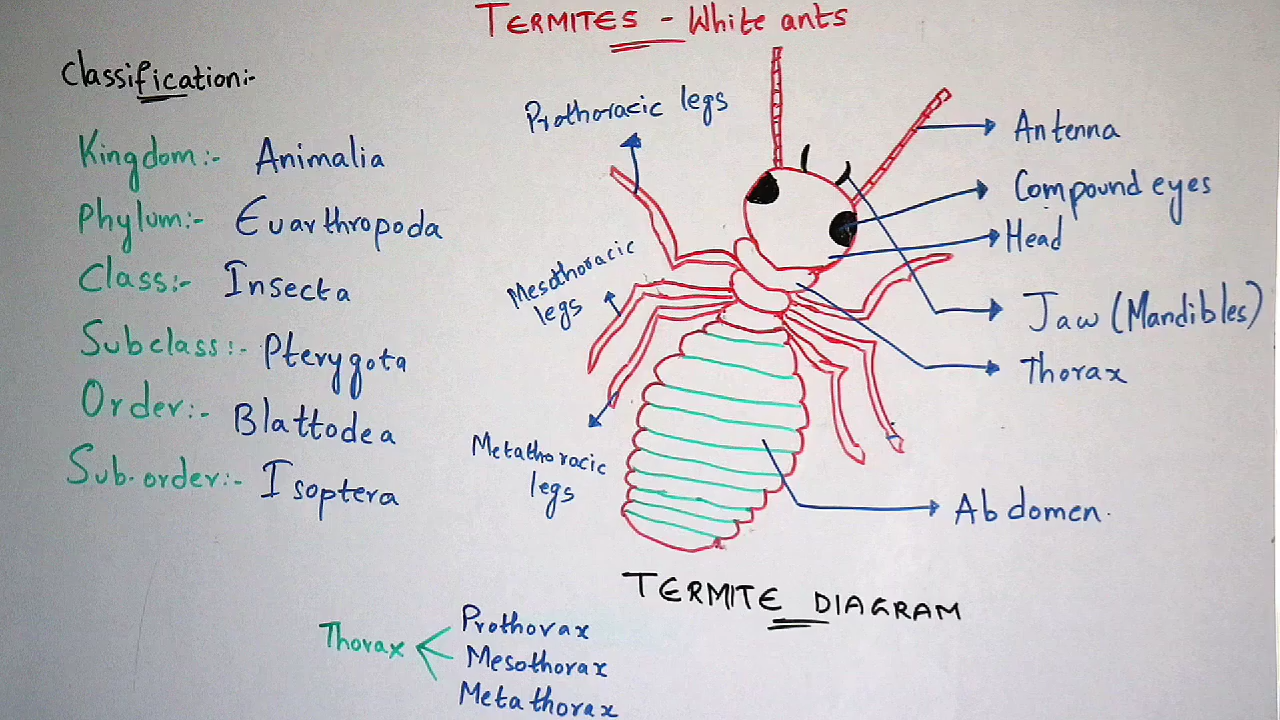 TERMITES - White ants
Classification:-
Kingdom:- Animalia
Phylum:- Euarthropoda
Class:- Insecta
Subclass:- Pterygota
Order:- Blattodea
Sub-order:- Isoptera
Prothoracic legs
Mesothoracic
legs
Metathoracic
legs
Antenna
Compound eyes
Head
Jaw (Mandibles)
Thorax
Abdomen.
TERMITE DIAGRAM
Thorax
Prothorax
Mesothorax
Metathorax